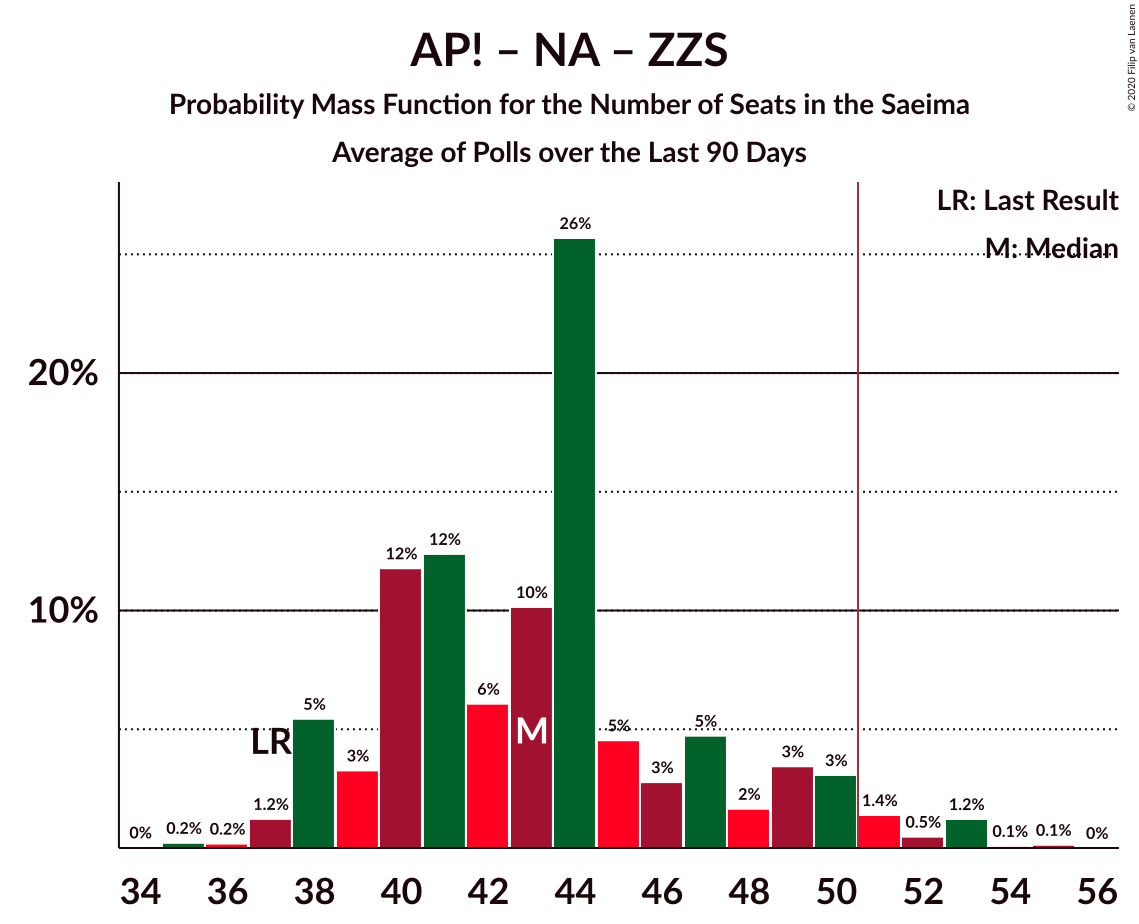 AP! – NA – ZZS
Probability Mass Function for the Number of Seats in the Saeima
Average of Polls over the Last 90 Days
© 2020 Filip van Laenen
LR: Last Result
M: Median
26%
20%
12% 12%
10%
10%
6%
5%
5% 5%
LR
M
3%
3%
3% 3%
2%
1.2%
1.4%
1.2%
0% 0.2% 0.2%
0.5%
0.1% 0.1% 0%
34 36 38 40 42 44 46 48 50 52 54 56